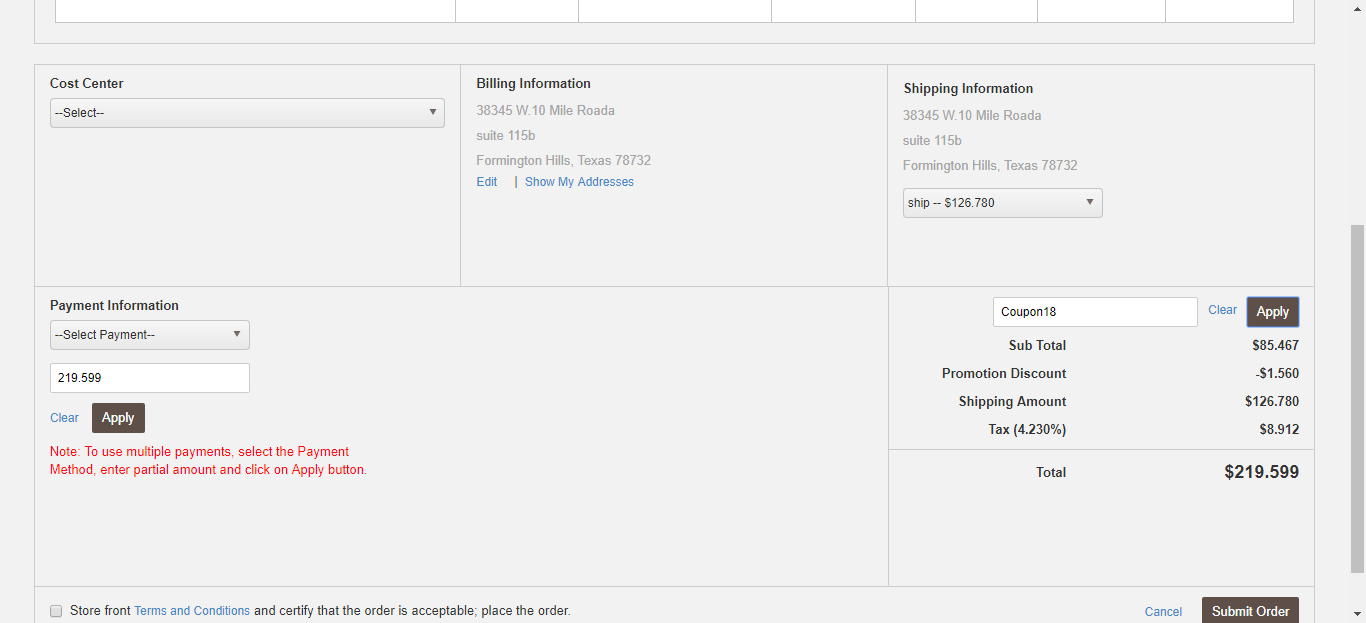 Cost Center
--Select--
Billing Information
38345 W.10 Mile Roada
suite 115b
Formington Hills, Texas 78732
Edit | Show My Addresses
Shipping Information
38345 W.10 Mile Roada
suite 115b
Formington Hills, Texas 78732
ship -- $126.780
Payment Information
--Select Payment--
219.599
Clear Apply
Note: To use multiple payments, select the Payment
Method, enter partial amount and click on Apply button.
Coupon18 Clear Apply
Sub Total $85.467
Promotion Discount -$1.560
Shipping Amount $126.780
Tax (4.230%) $8.912
Total $219.599
Store front Terms and Conditions and certify that the order is acceptable; place the order.
Cancel Submit Order